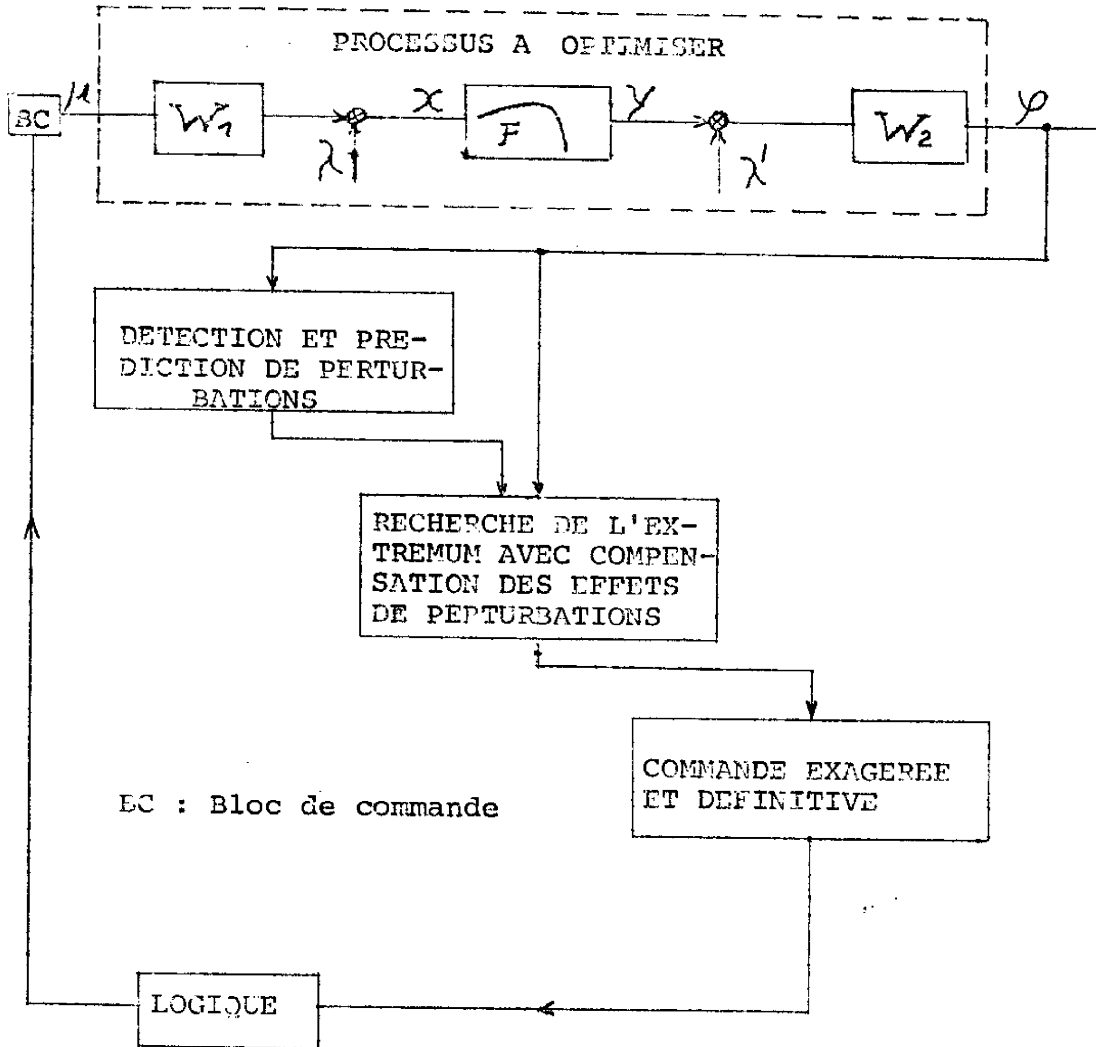 PROCESSUS A OPTIMISER
BC
μ
W1
λ
x
F
y
λ'
W2
φ
DETECTION ET PRE-
DICTION DE PERTUR-
BATIONS
RECHERCHE DE L'EX-
TREMUM AVEC COMPEN-
SATION DES EFFETS
DE PERTURBATIONS
COMMANDE EXAGEREE
ET DEFINITIVE
BC : Bloc de commande
LOGIQUE